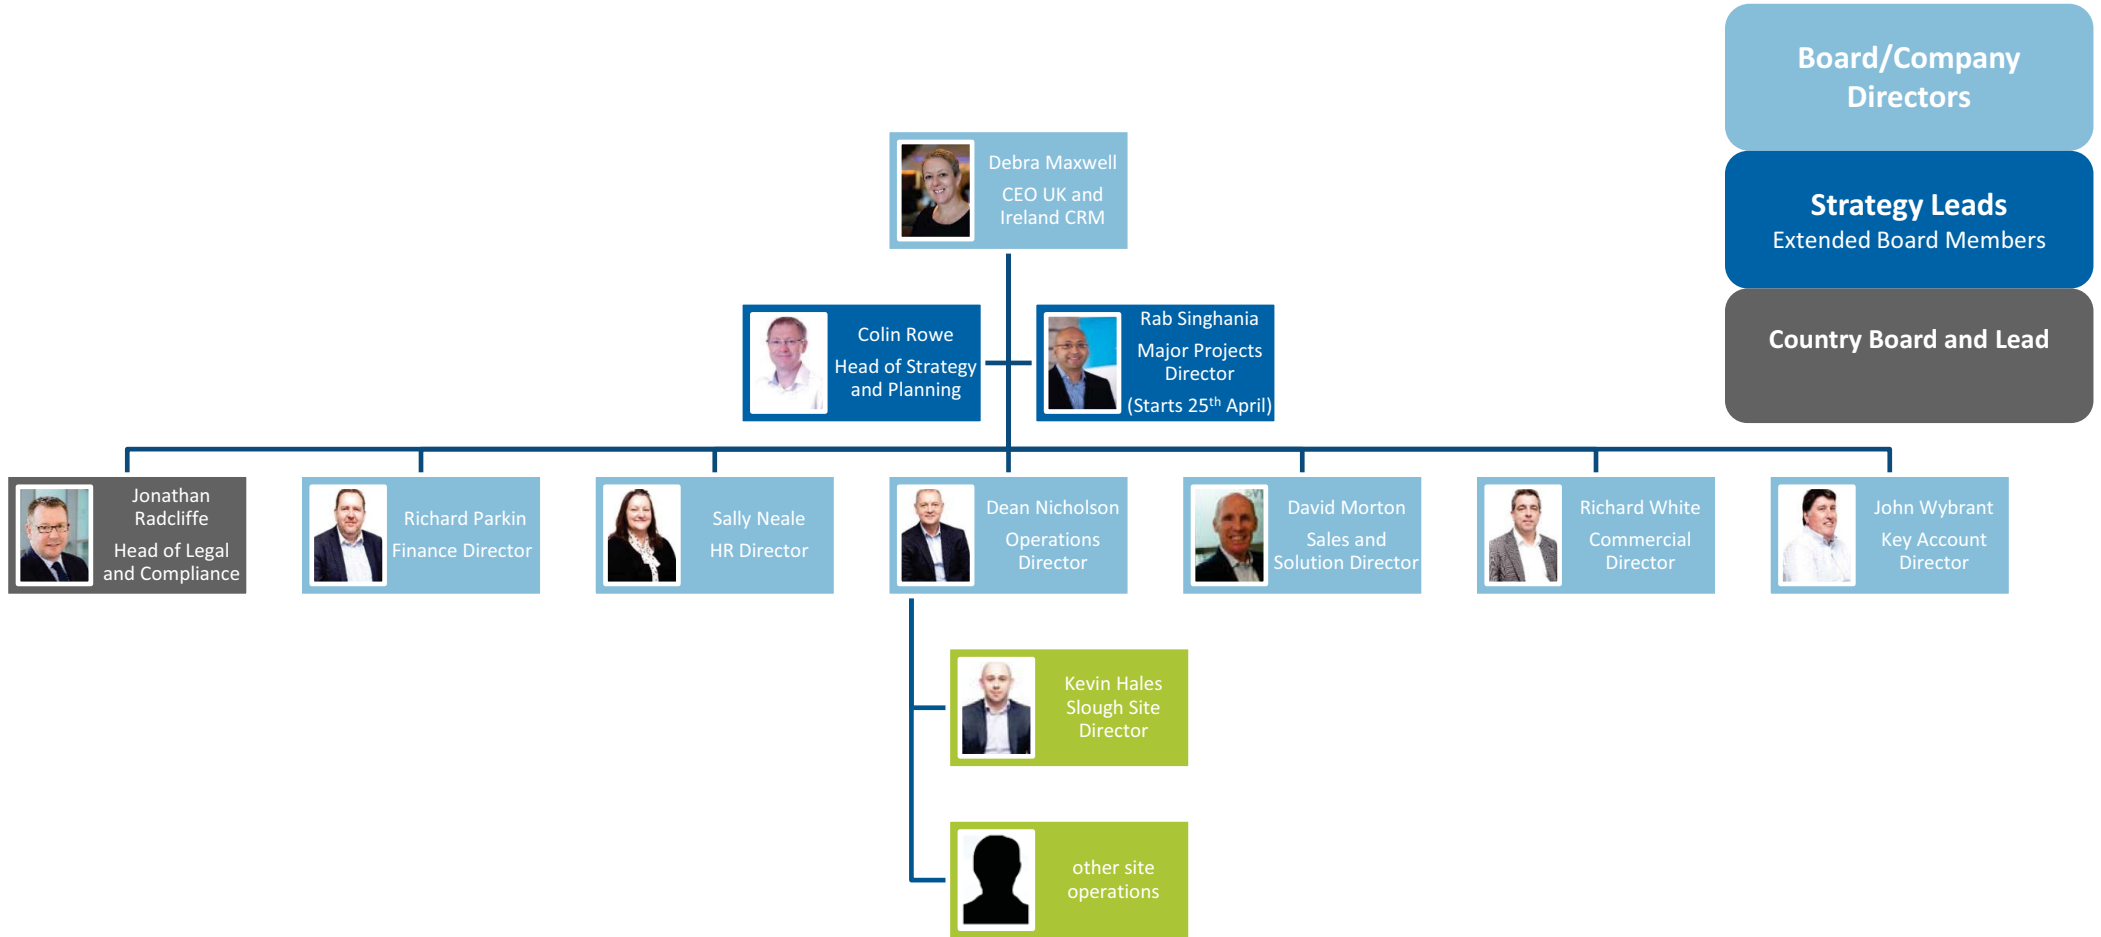 Board/Company
Directors
Strategy Leads
Extended Board Members
Country Board and Lead
Debra Maxwell
CEO UK and
Ireland CRM
Colin Rowe
Head of Strategy
and Planning
Rab Singhania
Major Projects
Director
(Starts 25th April)
Jonathan
Radcliffe
Head of Legal
and Compliance
Richard Parkin
Finance Director
Sally Neale
HR Director
Dean Nicholson
Operations
Director
David Morton
Sales and
Solution Director
Richard White
Commercial
Director
John Wybrant
Key Account
Director
Kevin Hales
Slough Site
Director
other site
operations